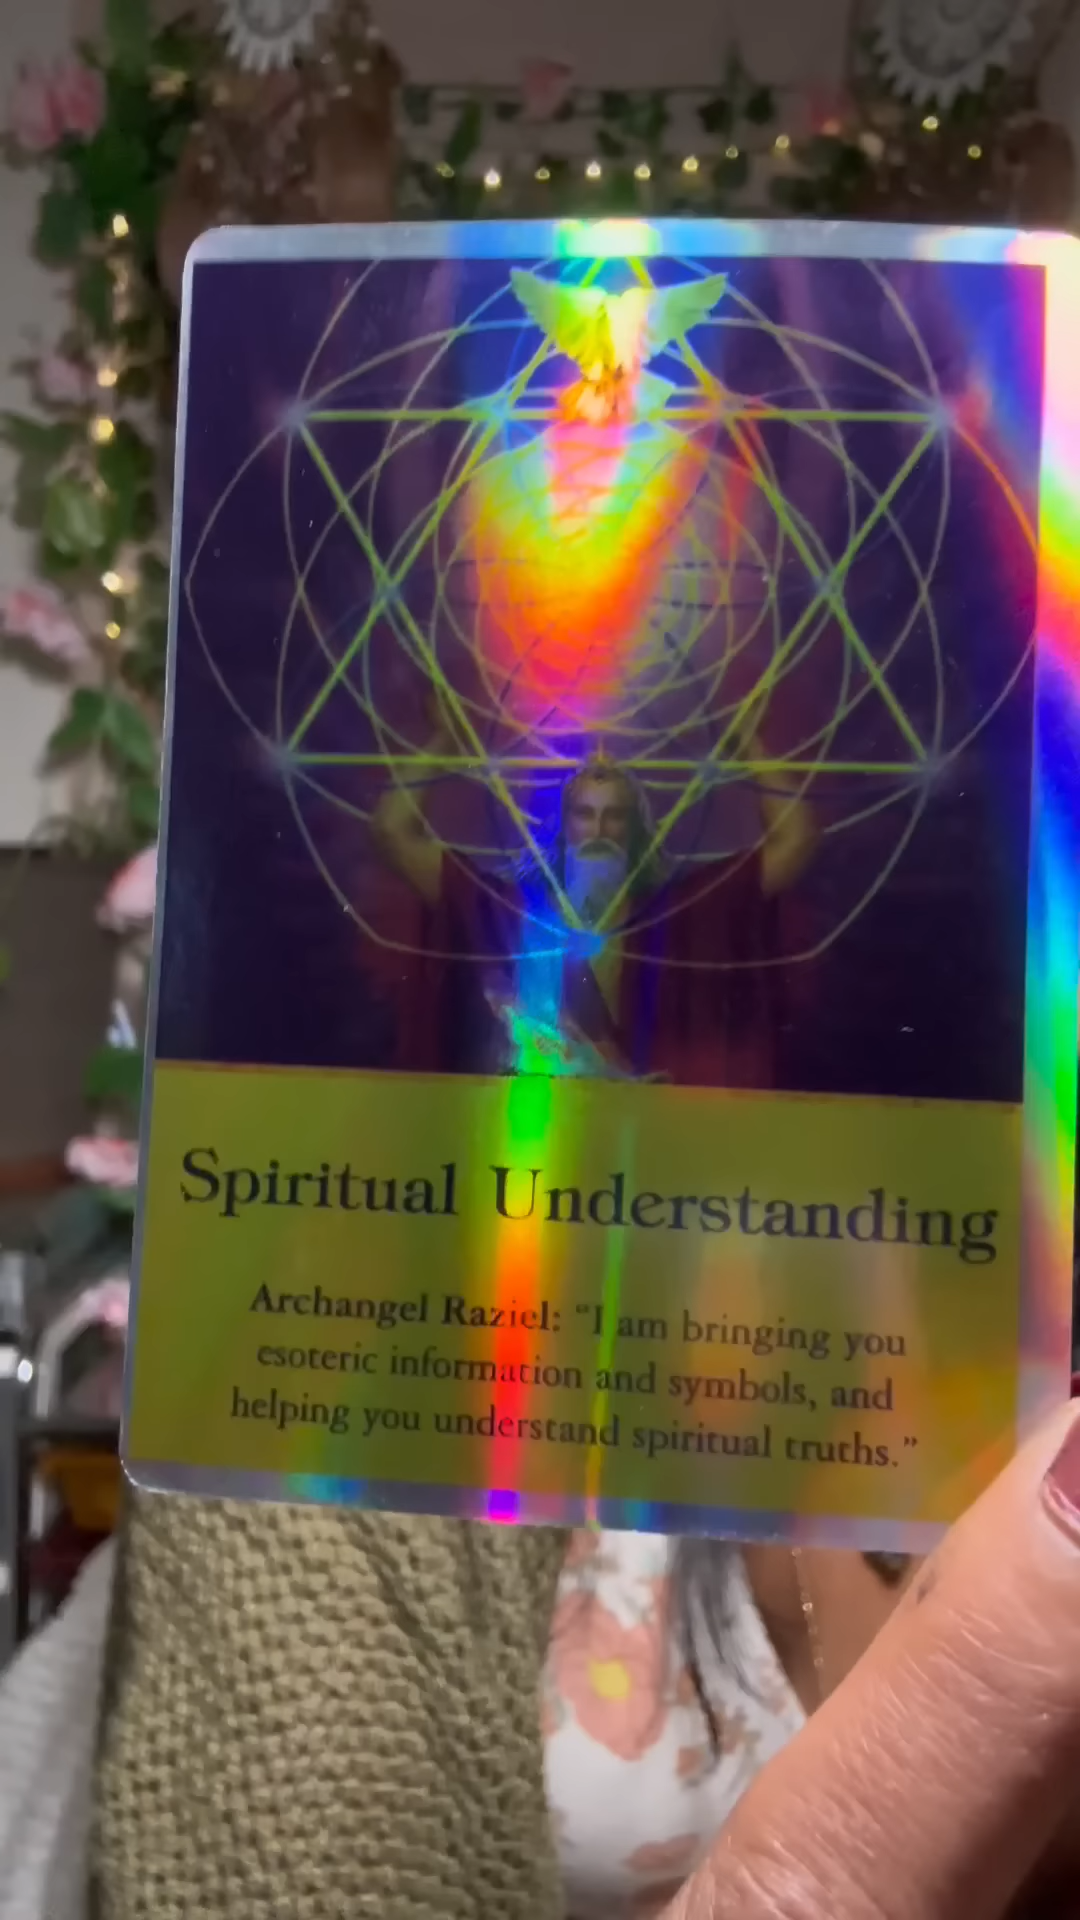 Spiritual Understanding
Archangel Raziel: “I am bringing you
esoteric information and symbols, and
helping you understand spiritual truths.”